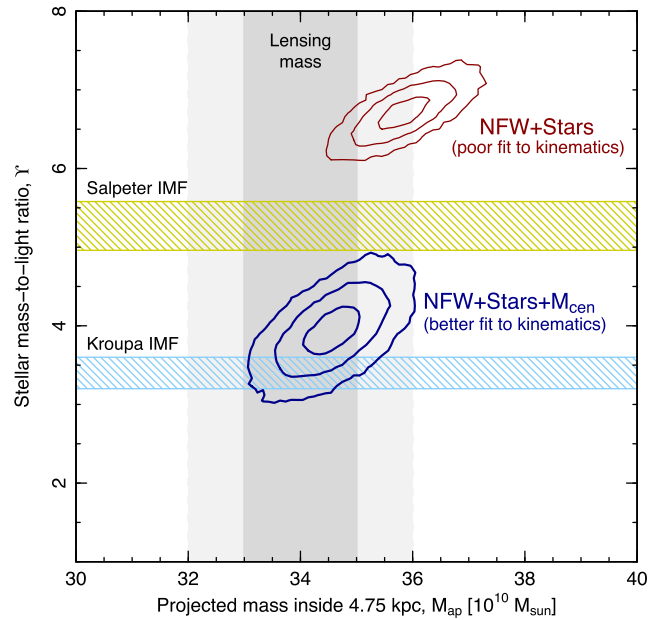 8
6
4
2
Stellar mass−to−light ratio, ϒ
Lensing
mass
NFW+Stars
(poor fit to kinematics)
Salpeter IMF
NFW+Stars+Mcen
(better fit to kinematics)
Kroupa IMF
30 32 34 36 38 40
Projected mass inside 4.75 kpc, Map [10^10 Msun]